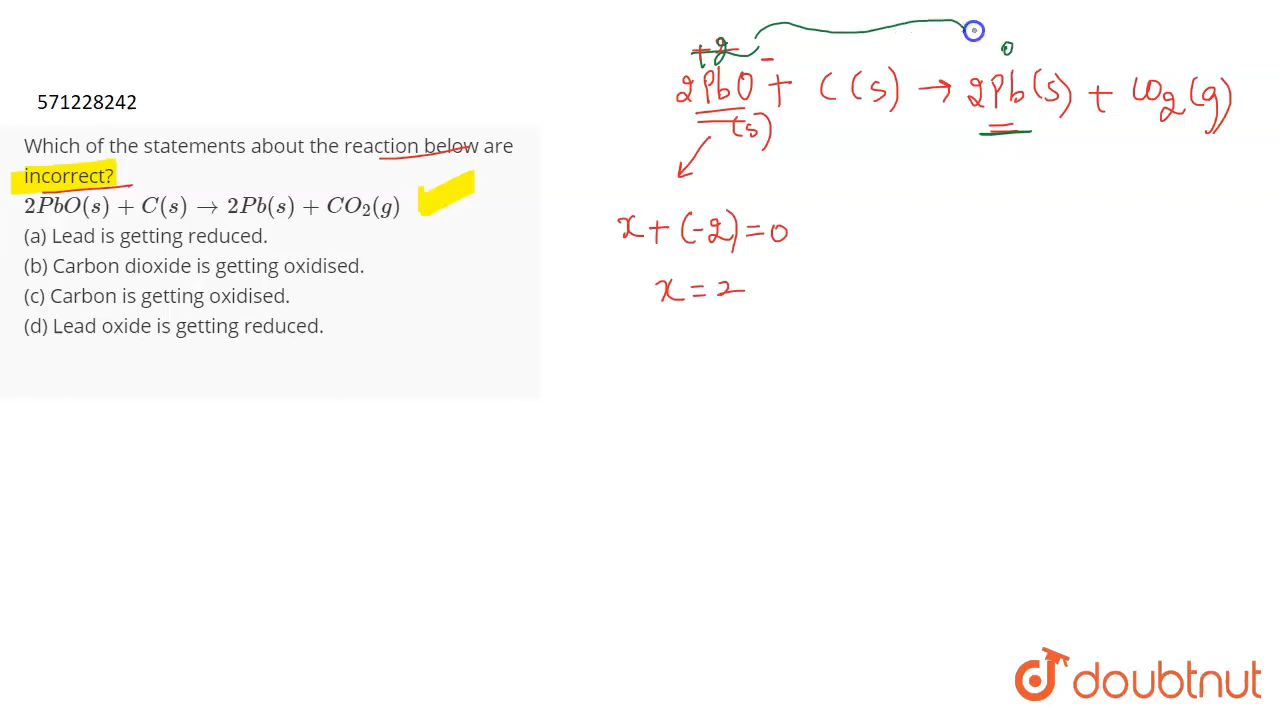 571228242
Which of the statements about the reaction below are
incorrect?
2PbO(s) + C(s) → 2Pb(s) + CO₂(g)
(a) Lead is getting reduced.
(b) Carbon dioxide is getting oxidised.
(c) Carbon is getting oxidised.
(d) Lead oxide is getting reduced.
+2 - 0
2PbO(s) + C(s) → 2Pb(s) + CO₂(g)
x + (-2) = 0
x = 2
doubtnut